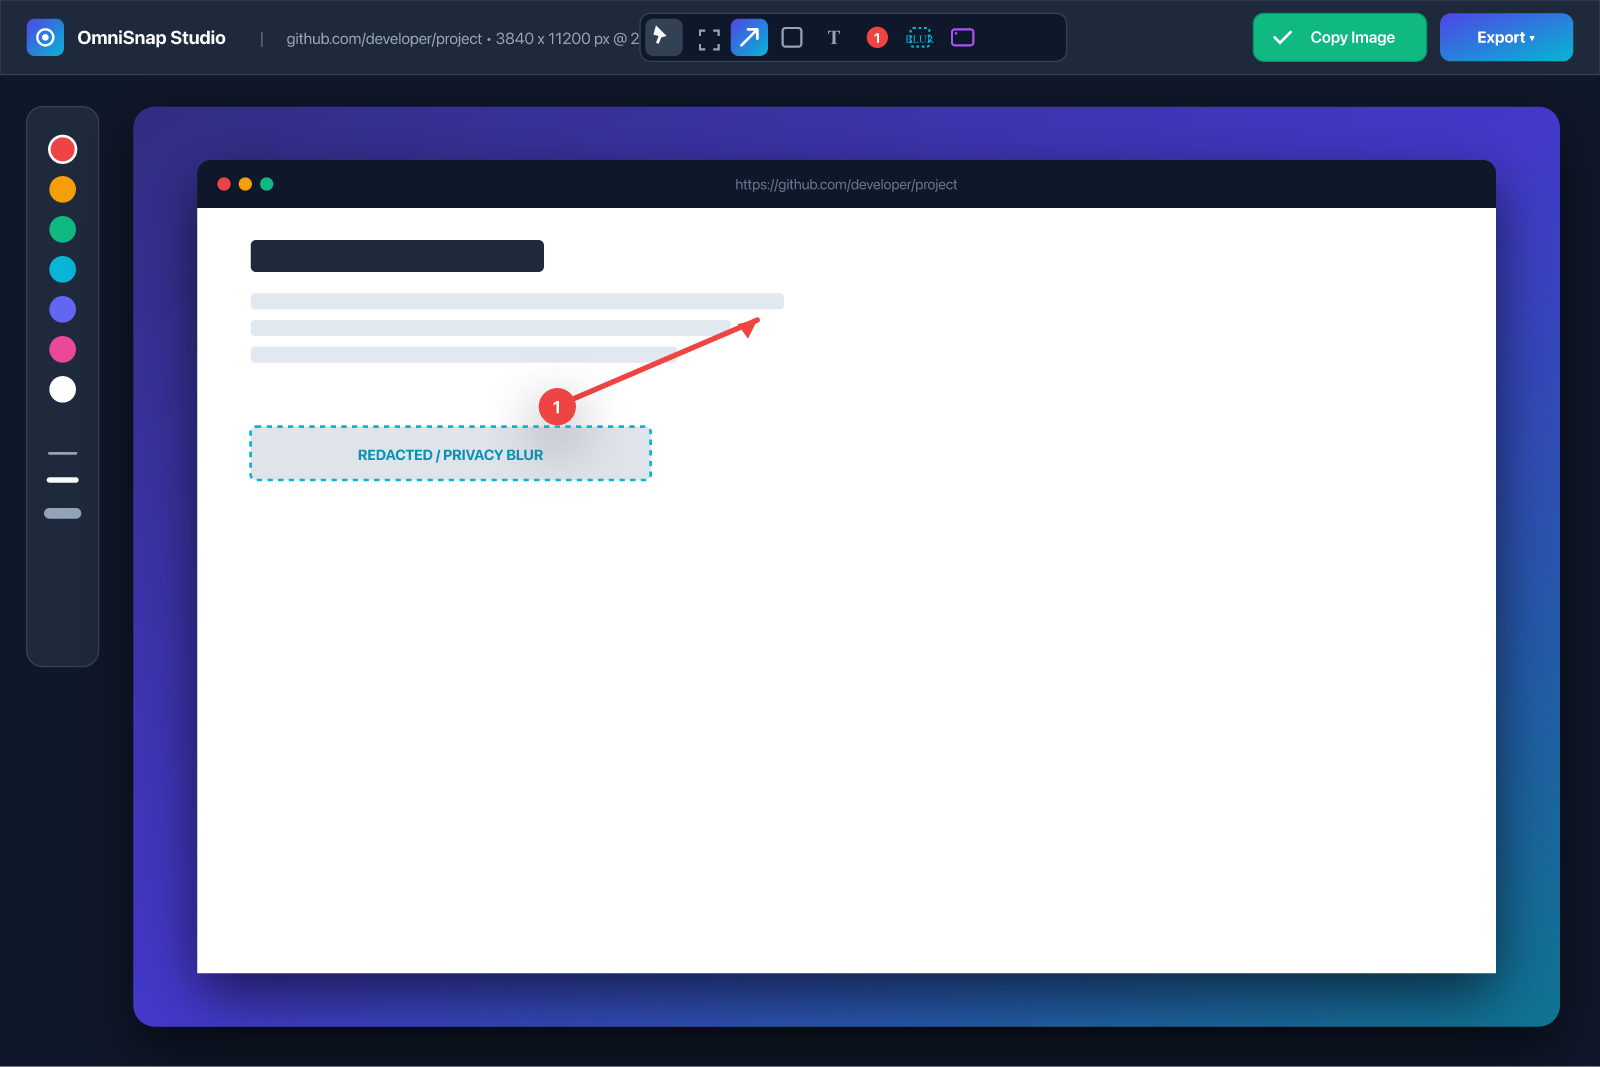 OmniSnap Studio | github.com/developer/project • 3840 x 11200 px @ 2
T 1 BLUR
Copy Image
Export ▾
https://github.com/developer/project
1
REDACTED / PRIVACY BLUR